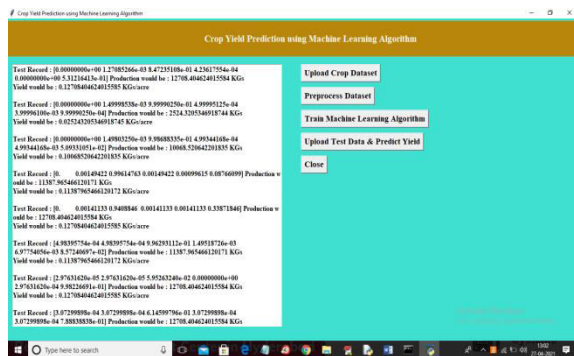 Crop Yield Prediction using Machine Learning Algorithm
Crop Yield Prediction using Machine Learning Algorithm
Test Record : [0.00000000e+00 1.27085266e-03 8.47235108e-01 4.23617554e-04
0.00000000e+00 5.31216413e-01] Production would be : 12708.404624015584 KGs
Yield would be : 0.12708404624015585 KGs/acre
Test Record : [0.00000000e+00 1.49998538e-03 9.99990250e-01 4.99995125e-04
3.99996100e-03 9.99990250e-04] Production would be : 2524.3205346918744 KGs
Yield would be : 0.025243205346918745 KGs/acre
Test Record : [0.00000000e+00 1.49803250e-03 9.98688335e-01 4.99344168e-04
4.99344168e-03 5.09331051e-02] Production would be : 10068.520642201835 KGs
Yield would be : 0.10068520642201835 KGs/acre
Test Record : [0. 0.00149422 0.99614763 0.00149422 0.00099615 0.08766099] Production w
ould be : 11387.965466120171 KGs
Yield would be : 0.11387965466120172 KGs/acre
Test Record : [0. 0.00141133 0.9408846 0.00141133 0.00141133 0.33871846] Production w
ould be : 12708.404624015584 KGs
Yield would be : 0.12708404624015585 KGs/acre
Test Record : [4.98395754e-04 4.98395754e-04 9.96293112e-01 1.49518726e-03
6.97754056e-03 8.57240697e-02] Production would be : 11387.965466120171 KGs
Yield would be : 0.11387965466120172 KGs/acre
Test Record : [2.97631620e-05 2.97631620e-05 5.95263240e-02 0.00000000e+00
2.97631620e-04 9.98226691e-01] Production would be : 12708.404624015584 KGs
Yield would be : 0.12708404624015585 KGs/acre
Test Record : [3.07299898e-04 3.07299898e-04 6.14599796e-01 3.07299898e-04
3.07299898e-04 7.88838838e-01] Production would be : 12708.404624015584 KGs
Upload Crop Dataset
Preprocess Dataset
Train Machine Learning Algorithm
Upload Test Data & Predict Yield
Close
Type here to search
13:02
27-04-2021